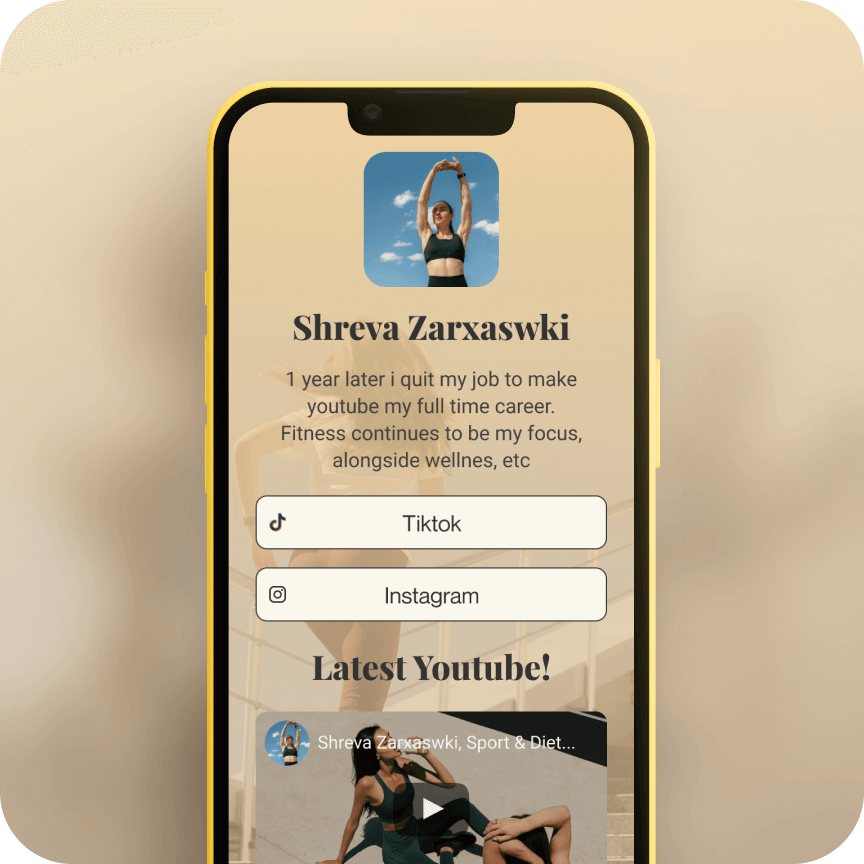 Shreva Zarxaswki
1 year later i quit my job to make
youtube my full time career.
Fitness continues to be my focus,
alongside wellnes, etc
Tiktok
Instagram
Latest Youtube!
Shreva Zarxaswki, Sport & Diet...